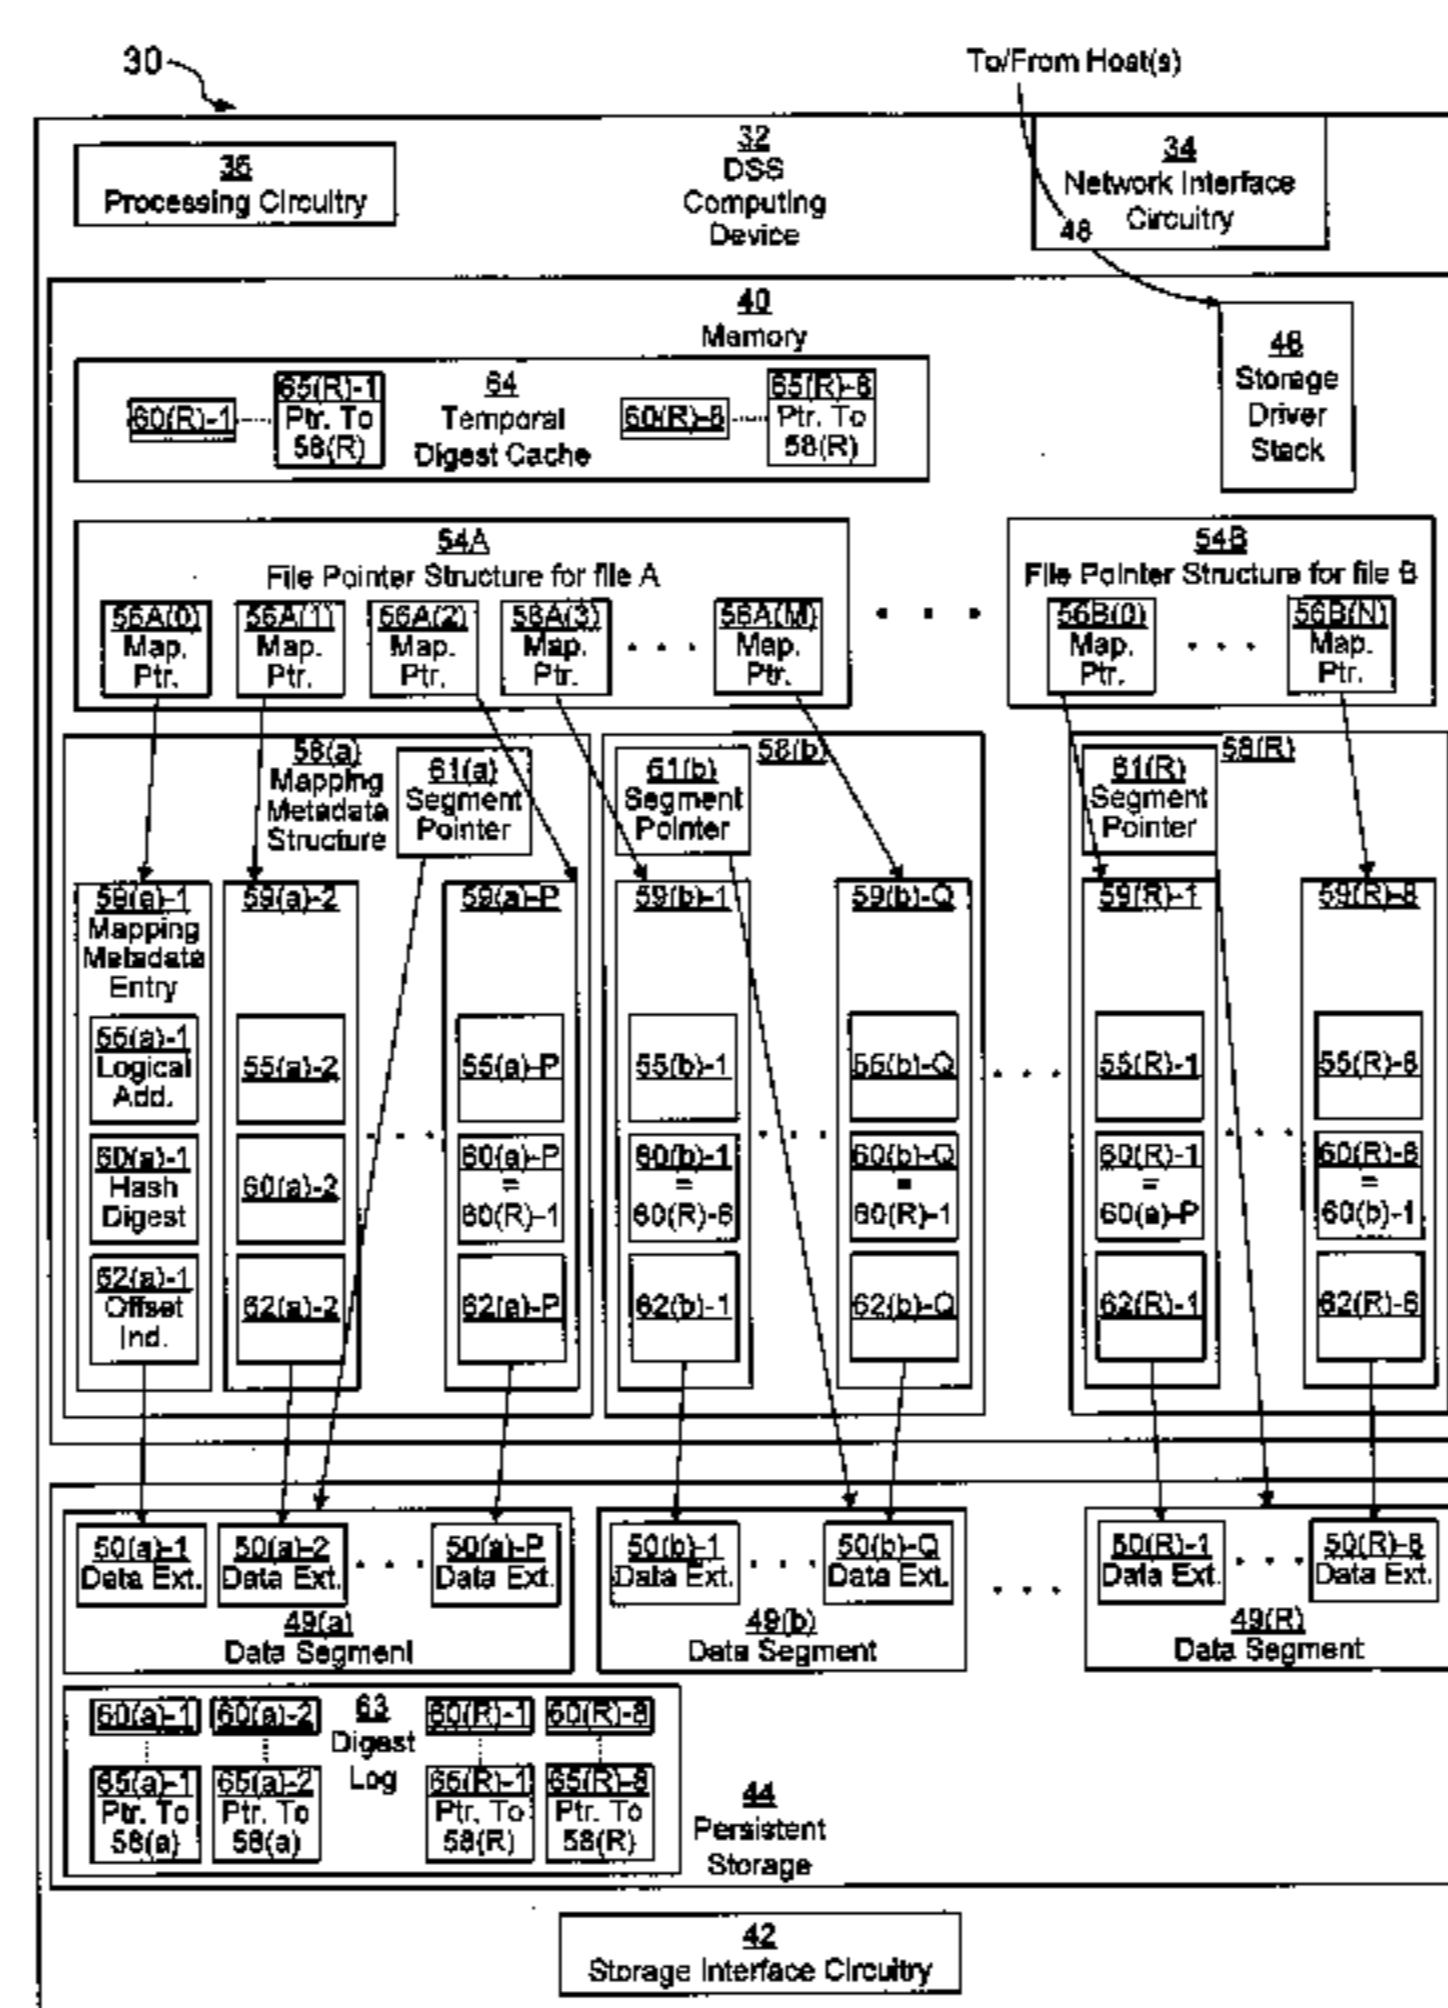 30
To/From Host(s)
36
Processing Circuitry
32
DSS
Computing
Device
34
Network Interface
Circuitry
48
40
Memory
46
Storage
Driver
Stack
60(R)-1
65(R)-1
Ptr. To
58(R)
64
Temporal
Digest Cache
60(R)-8
65(R)-8
Ptr. To
58(R)
54A
File Pointer Structure for file A
56A(0)
Map.
Ptr.
56A(1)
Map.
Ptr.
56A(2)
Map.
Ptr.
56A(3)
Map.
Ptr.
. . .
56A(M)
Map.
Ptr.
. . .
54B
File Pointer Structure for file B
56B(0)
Map.
Ptr.
. . .
56B(N)
Map.
Ptr.
58(a)
Mapping
Metadata
Structure
61(a)
Segment
Pointer
61(b)
Segment
Pointer
58(b)
61(R)
Segment
Pointer
58(R)
59(a)-1
Mapping
Metadata
Entry
55(a)-1
Logical
Add.
60(a)-1
Hash
Digest
62(a)-1
Offset
Ind.
59(a)-2
55(a)-2
60(a)-2
62(a)-2
. . .
59(a)-P
55(a)-P
60(a)-P
=
60(R)-1
62(a)-P
59(b)-1
55(b)-1
60(b)-1
=
60(R)-8
62(b)-1
. . .
59(b)-Q
55(b)-Q
60(b)-Q
=
60(R)-1
62(b)-Q
. . .
59(R)-1
55(R)-1
60(R)-1
=
60(a)-P
62(R)-1
. . .
59(R)-8
55(R)-8
60(R)-8
=
60(b)-1
62(R)-8
50(a)-1
Data Ext.
50(a)-2
Data Ext.
. . .
50(a)-P
Data Ext.
49(a)
Data Segment
50(b)-1
Data Ext.
. . .
50(b)-Q
Data Ext.
49(b)
Data Segment
. . .
50(R)-1
Data Ext.
. . .
50(R)-8
Data Ext.
49(R)
Data Segment
60(a)-1
65(a)-1
Ptr. To
58(a)
60(a)-2
65(a)-2
Ptr. To
58(a)
63
Digest
Log
60(R)-1
65(R)-1
Ptr. To
58(R)
60(R)-8
65(R)-8
Ptr. To
58(R)
44
Persistent
Storage
42
Storage Interface Circuitry